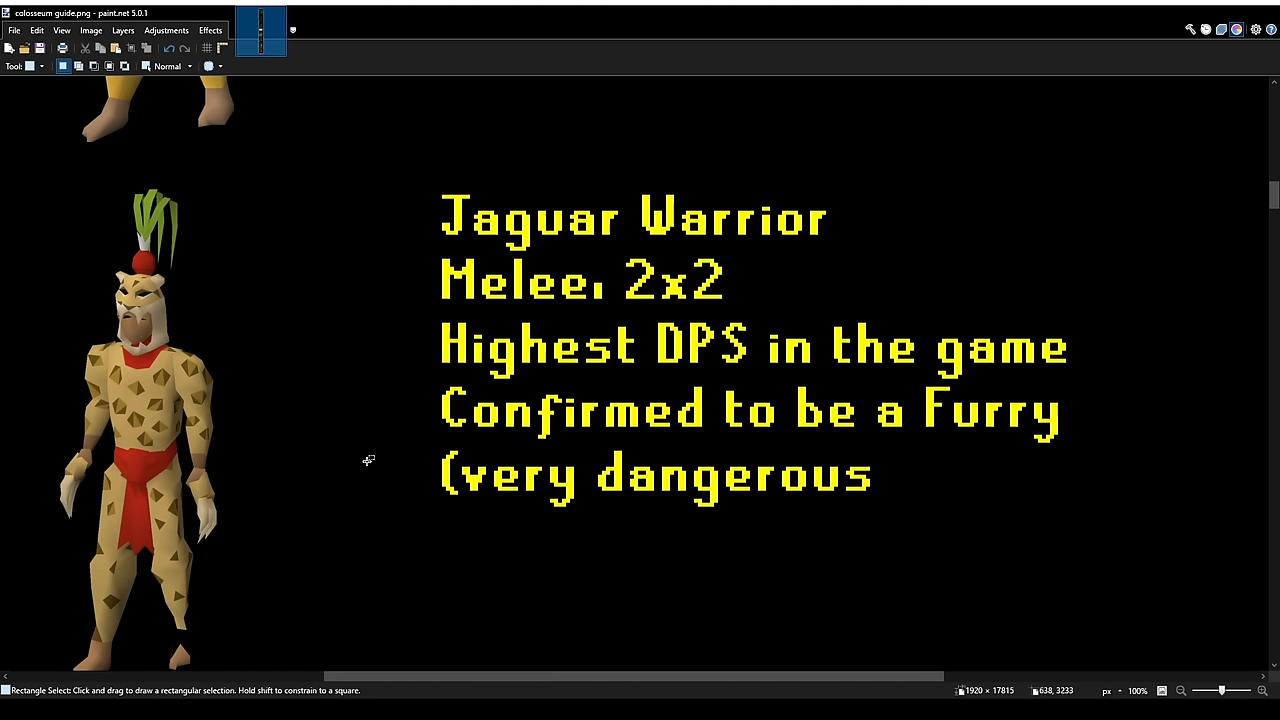 colosseum guide.png - paint.net 5.0.1
File Edit View Image Layers Adjustments Effects
Tool: Normal
Jaguar Warrior
Melee, 2x2
Highest DPS in the game
Confirmed to be a Furry
(very dangerous
Rectangle Select: Click and drag to draw a rectangular selection. Hold shift to constrain to a square. 1920 × 17815 638, 3233 px 100%